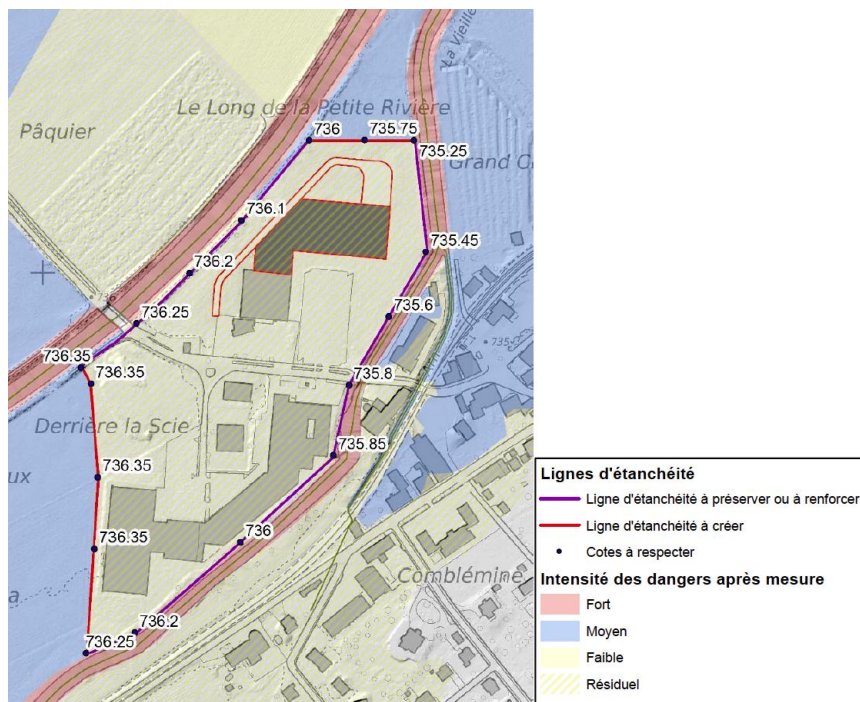 La Vieille
Le Long de la Petite Rivière
Pâquier
736
735.75
735.25
Grand C
736.1
735.45
736.2
736.25
735.6
736.35
736.35
735.8
Derrière la Scie
735.85
736.35
ux
736.35
736
Comblémine
a
736.2
736.25
Lignes d'étanchéité
Ligne d'étanchéité à préserver ou à renforcer
Ligne d'étanchéité à créer
Cotes à respecter
Intensité des dangers après mesure
Fort
Moyen
Faible
Résiduel